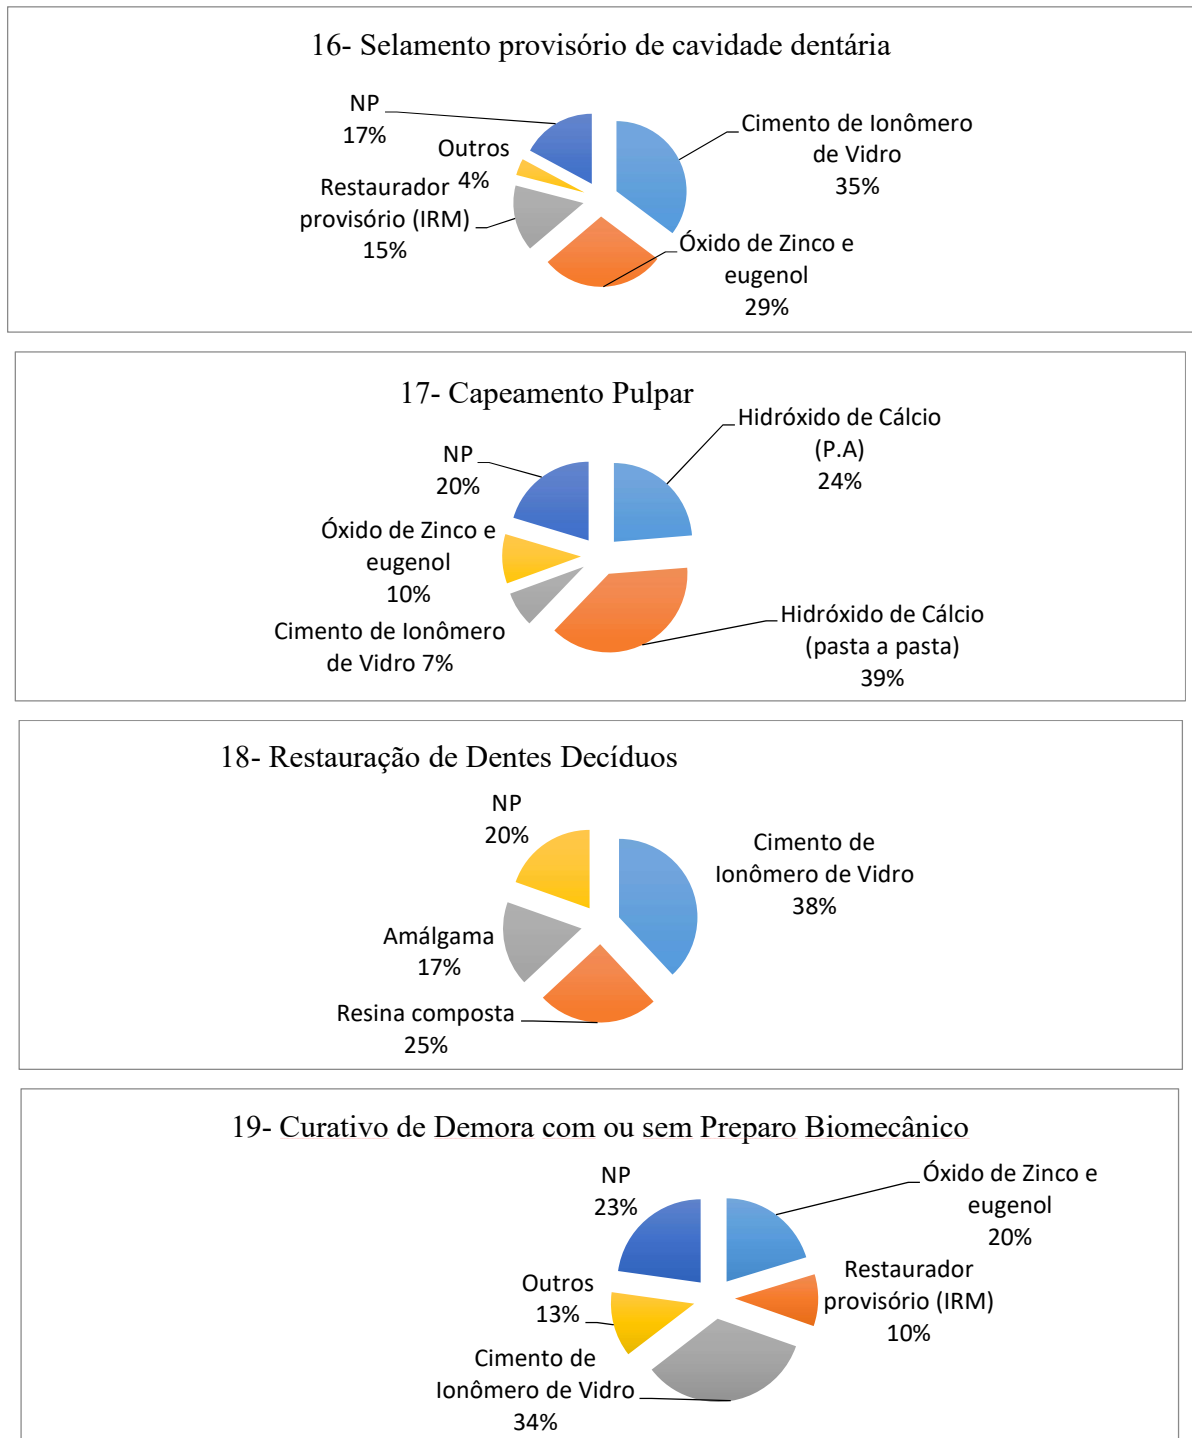 16- Selamento provisório de cavidade dentária
NP
17%
Outros
4%
Restaurador
provisório (IRM)
15%
Cimento de Ionômero
de Vidro
35%
Óxido de Zinco e
eugenol
29%
17- Capeamento Pulpar
NP
20%
Óxido de Zinco e
eugenol
10%
Cimento de Ionômero
de Vidro 7%
Hidróxido de Cálcio
(P.A)
24%
Hidróxido de Cálcio
(pasta a pasta)
39%
18- Restauração de Dentes Decíduos
NP
20%
Cimento de
Ionômero de Vidro
38%
Amálgama
17%
Resina composta
25%
19- Curativo de Demora com ou sem Preparo Biomecânico
NP
23%
Óxido de Zinco e
eugenol
20%
Outros
13%
Restaurador
provisório (IRM)
10%
Cimento de
Ionômero de Vidro
34%